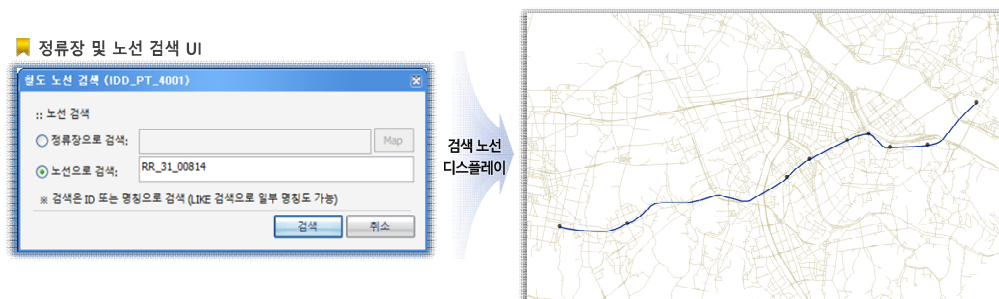 정류장 및 노선 검색 UI
철도 노선 검색 (IDD_PT_4001)
:: 노선 검색
정류장으로 검색:
Map
노선으로 검색:
RR_31_00814
※ 검색은 ID 또는 명칭으로 검색 (LIKE 검색으로 일부 명칭도 가능)
검색
취소
검색 노선
디스플레이